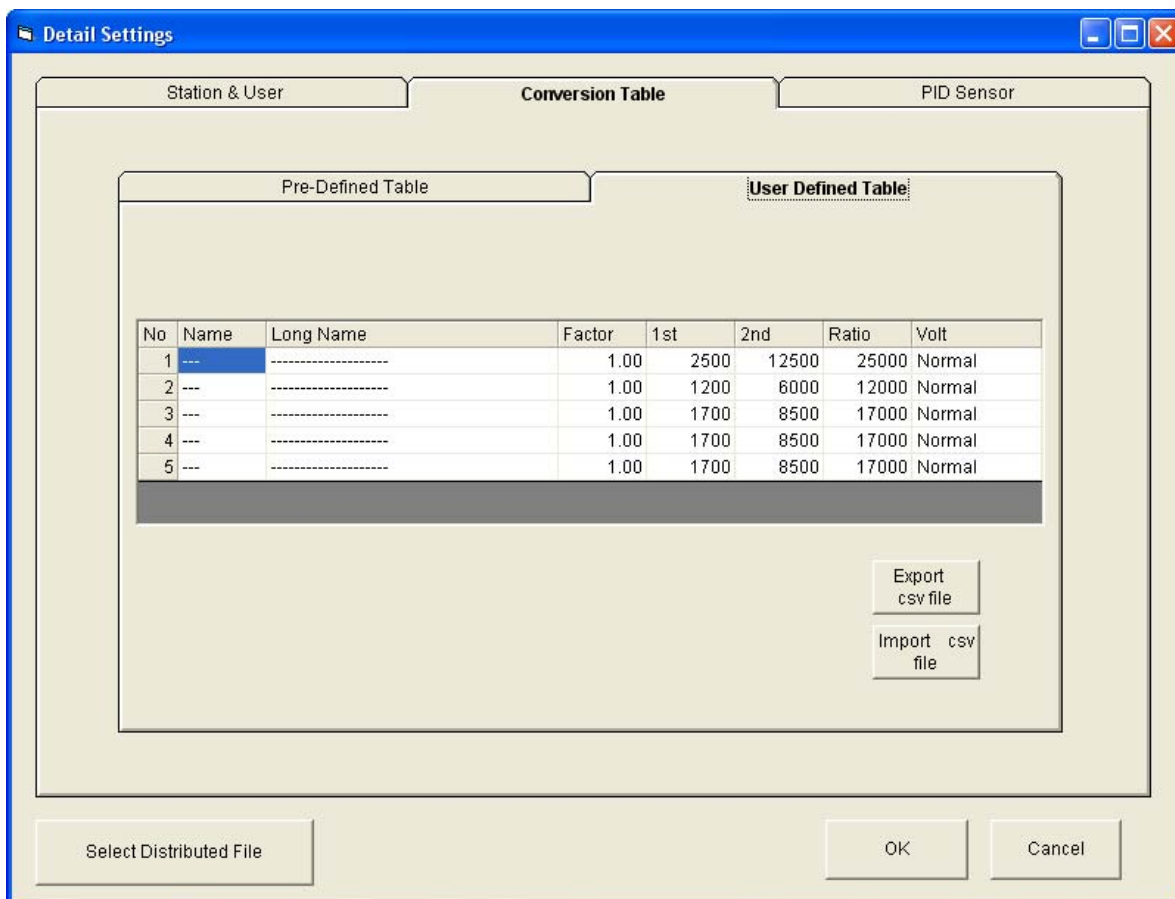 Detail Settings
Station & User Conversion Table PID Sensor
Pre-Defined Table User Defined Table
No Name Long Name Factor 1st 2nd Ratio Volt
1 --- -------------------- 1.00 2500 12500 25000 Normal
2 --- -------------------- 1.00 1200 6000 12000 Normal
3 --- -------------------- 1.00 1700 8500 17000 Normal
4 --- -------------------- 1.00 1700 8500 17000 Normal
5 --- -------------------- 1.00 1700 8500 17000 Normal
Export
csv file
Import csv
file
Select Distributed File OK Cancel